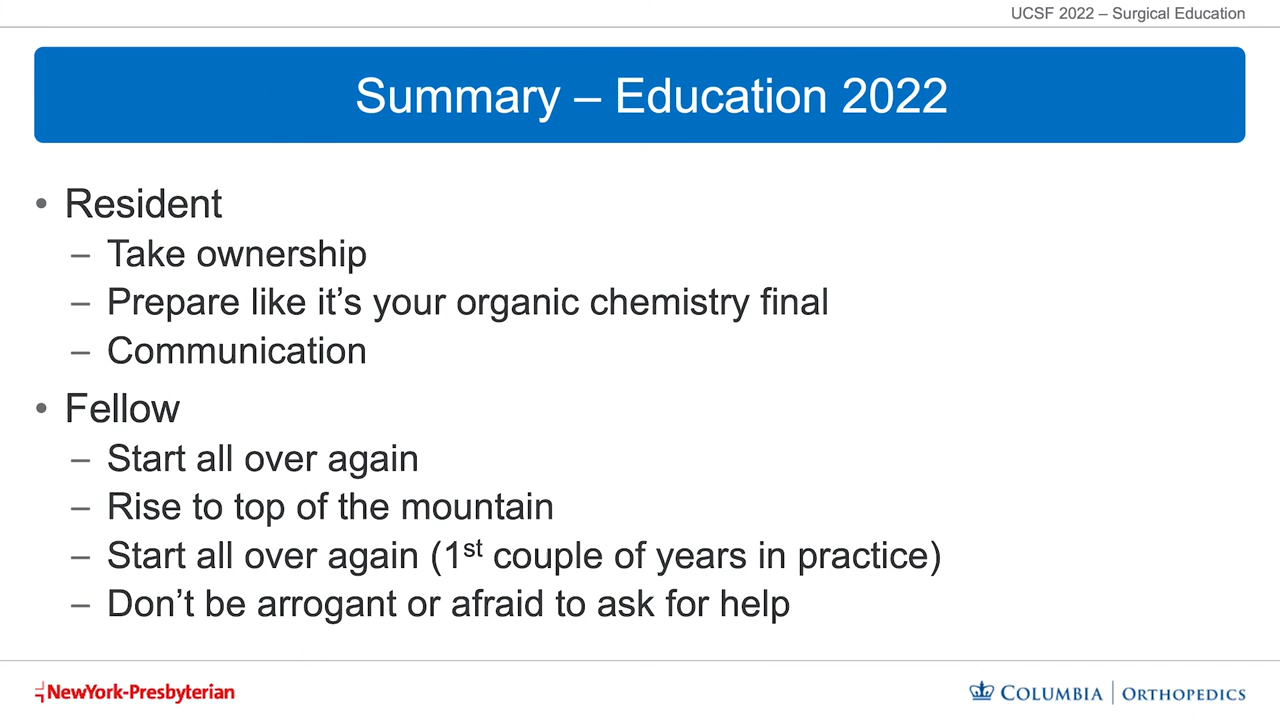 UCSF 2022 – Surgical Education
Summary – Education 2022
• Resident
– Take ownership
– Prepare like it’s your organic chemistry final
– Communication
• Fellow
– Start all over again
– Rise to top of the mountain
– Start all over again (1st couple of years in practice)
– Don’t be arrogant or afraid to ask for help
NewYork-Presbyterian
COLUMBIA | ORTHOPEDICS